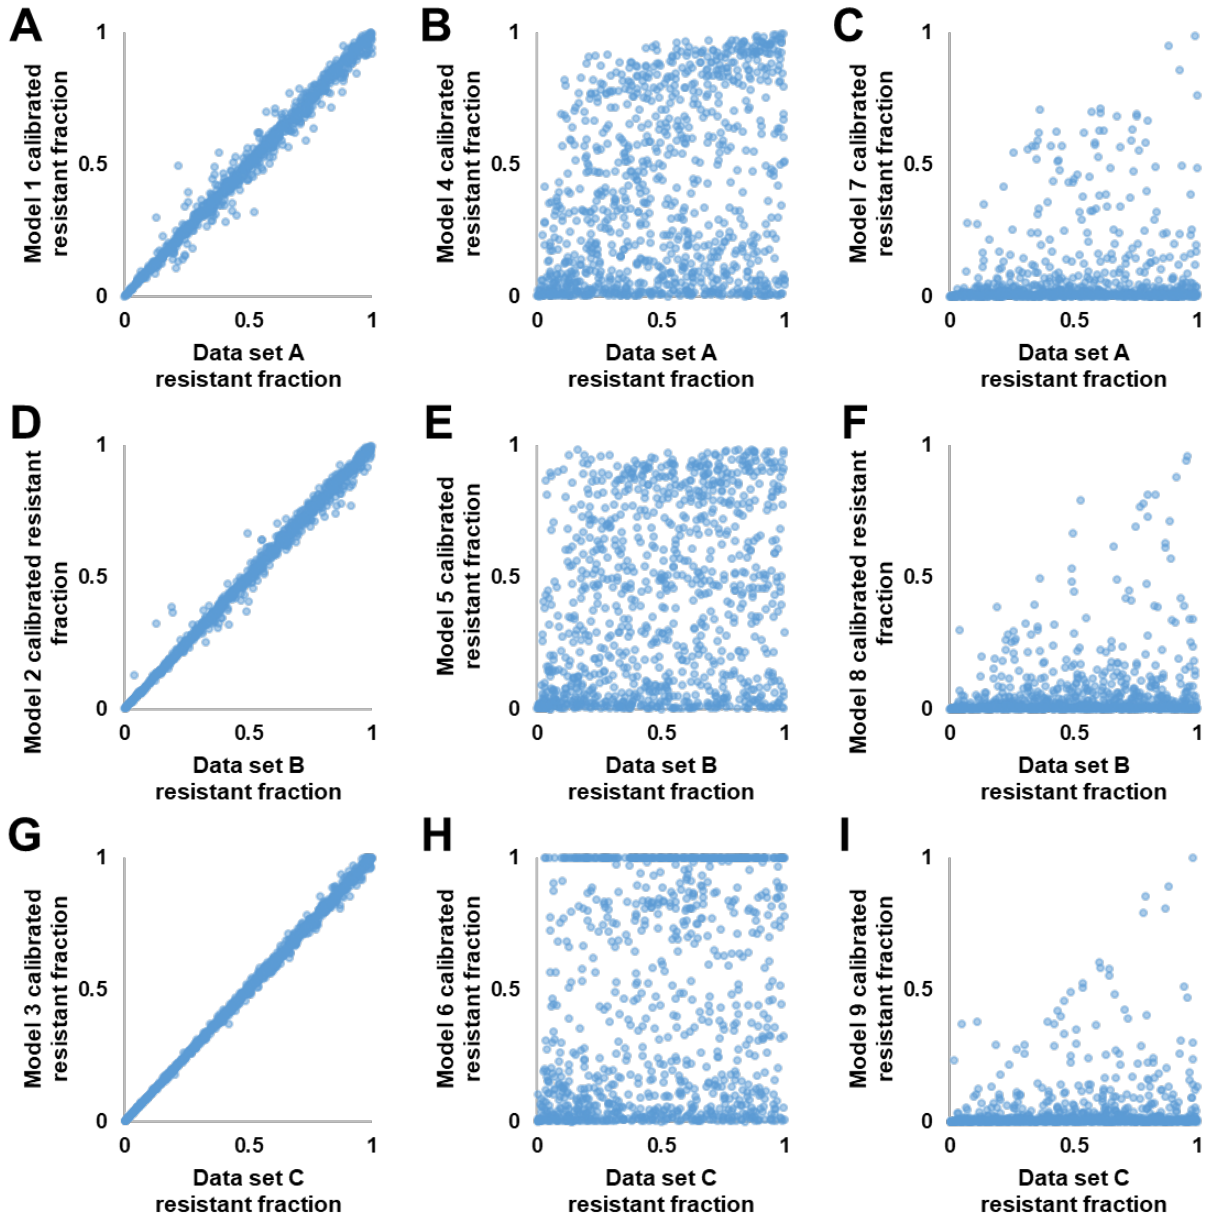 A
Model 1 calibrated
resistant fraction
1
0.5
0
0
0.5
1
Data set A
resistant fraction
B
Model 4 calibrated
resistant fraction
1
0.5
0
0
0.5
1
Data set A
resistant fraction
C
Model 7 calibrated
resistant fraction
1
0.5
0
0
0.5
1
Data set A
resistant fraction
D
Model 2 calibrated resistant
fraction
1
0.5
0
0
0.5
1
Data set B
resistant fraction
E
Model 5 calibrated
resistant fraction
1
0.5
0
0
0.5
1
Data set B
resistant fraction
F
Model 8 calibrated resistant
fraction
1
0.5
0
0
0.5
1
Data set B
resistant fraction
G
Model 3 calibrated
resistant fraction
1
0.5
0
0
0.5
1
Data set C
resistant fraction
H
Model 6 calibrated
resistant fraction
1
0.5
0
0
0.5
1
Data set C
resistant fraction
I
Model 9 calibrated
resistant fraction
1
0.5
0
0
0.5
1
Data set C
resistant fraction